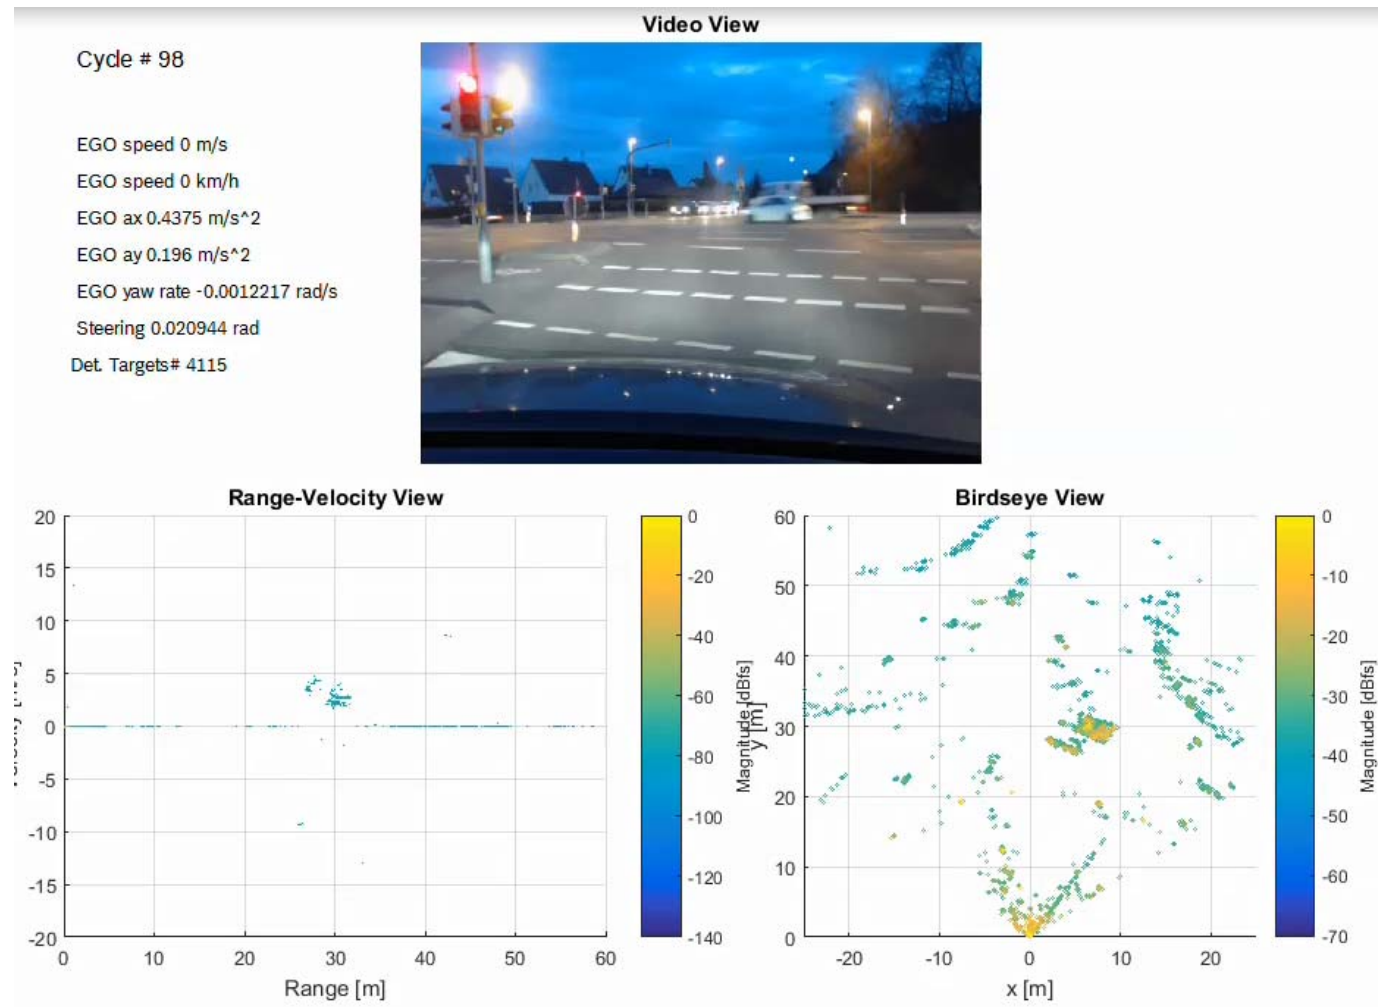 Video View
Cycle # 98
EGO speed 0 m/s
EGO speed 0 km/h
EGO ax 0.4375 m/s^2
EGO ay 0.196 m/s^2
EGO yaw rate -0.0012217 rad/s
Steering 0.020944 rad
Det. Targets# 4115
Range-Velocity View
20
15
10
5
0
-5
-10
-15
-20
0 10 20 30 40 50 60
Range [m]
0
-20
-40
-60
-80
-100
-120
-140
Magnitude [dBfs]
Birdseye View
y [m]
60
50
40
30
20
10
0
-20 -10 0 10 20
x [m]
0
-10
-20
-30
-40
-50
-60
-70
Magnitude [dBfs]